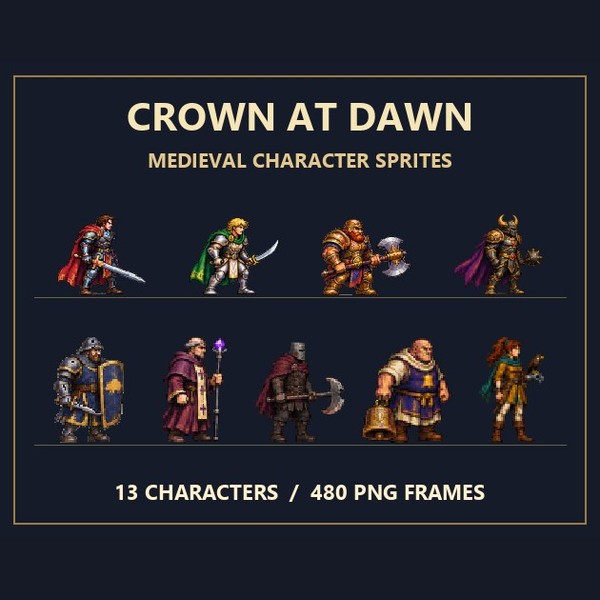 CROWN AT DAWN
MEDIEVAL CHARACTER SPRITES
13 CHARACTERS / 480 PNG FRAMES